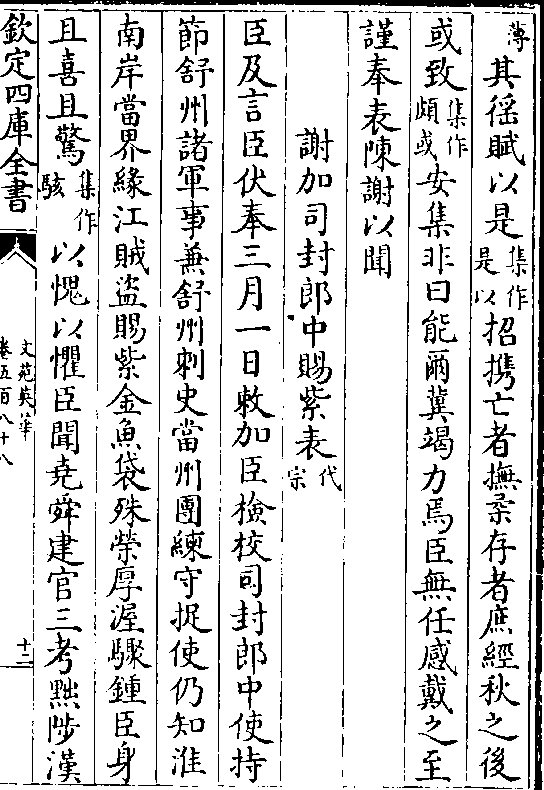 薄其徭賦以是集作是以招攜亡者撫柔存者庶經秋之後
或致集作頗或安集非曰能爾冀竭力焉臣無任感戴之至
謹奉表陳謝以聞
謝加司封郎中賜紫表代宗
臣及言臣伏奉三月一日敕加臣檢校司封郎中使持
節舒州諸軍事兼舒州刺史當州團練守捉使仍知淮
南岸當界緣江賊盜賜紫金魚袋殊榮厚渥驟鍾臣身
且喜且驚集作駭以愧以懼臣聞堯舜建官三考黜陟漢
欽定四庫全書
文苑英華
卷五百八十八
十二